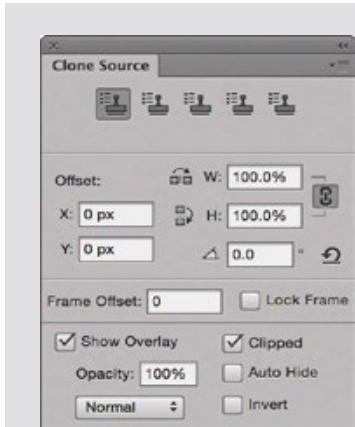 Clone Source
Offset: W: 100.0%
X: 0 px H: 100.0%
Y: 0 px 0.0 °
Frame Offset: 0 Lock Frame
Show Overlay Clipped
Opacity: 100% Auto Hide
Normal Invert